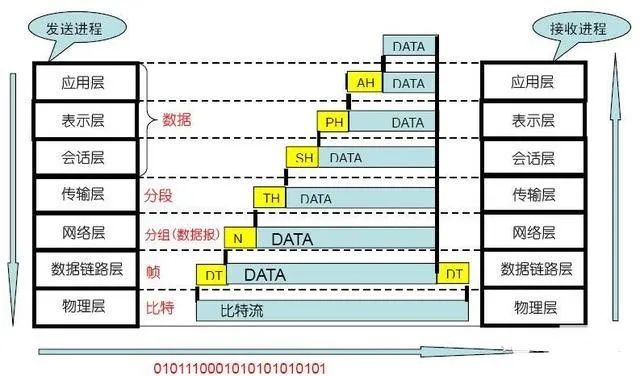 发送进程
接收进程
DATA
应用层
AH DATA
应用层
表示层
数据
PH DATA
表示层
会话层
SH DATA
会话层
传输层
分段
TH DATA
传输层
网络层
分组(数据报)
N DATA
网络层
数据链路层
帧
DT DATA DT
数据链路层
物理层
比特
比特流
物理层
0101110001010101010101